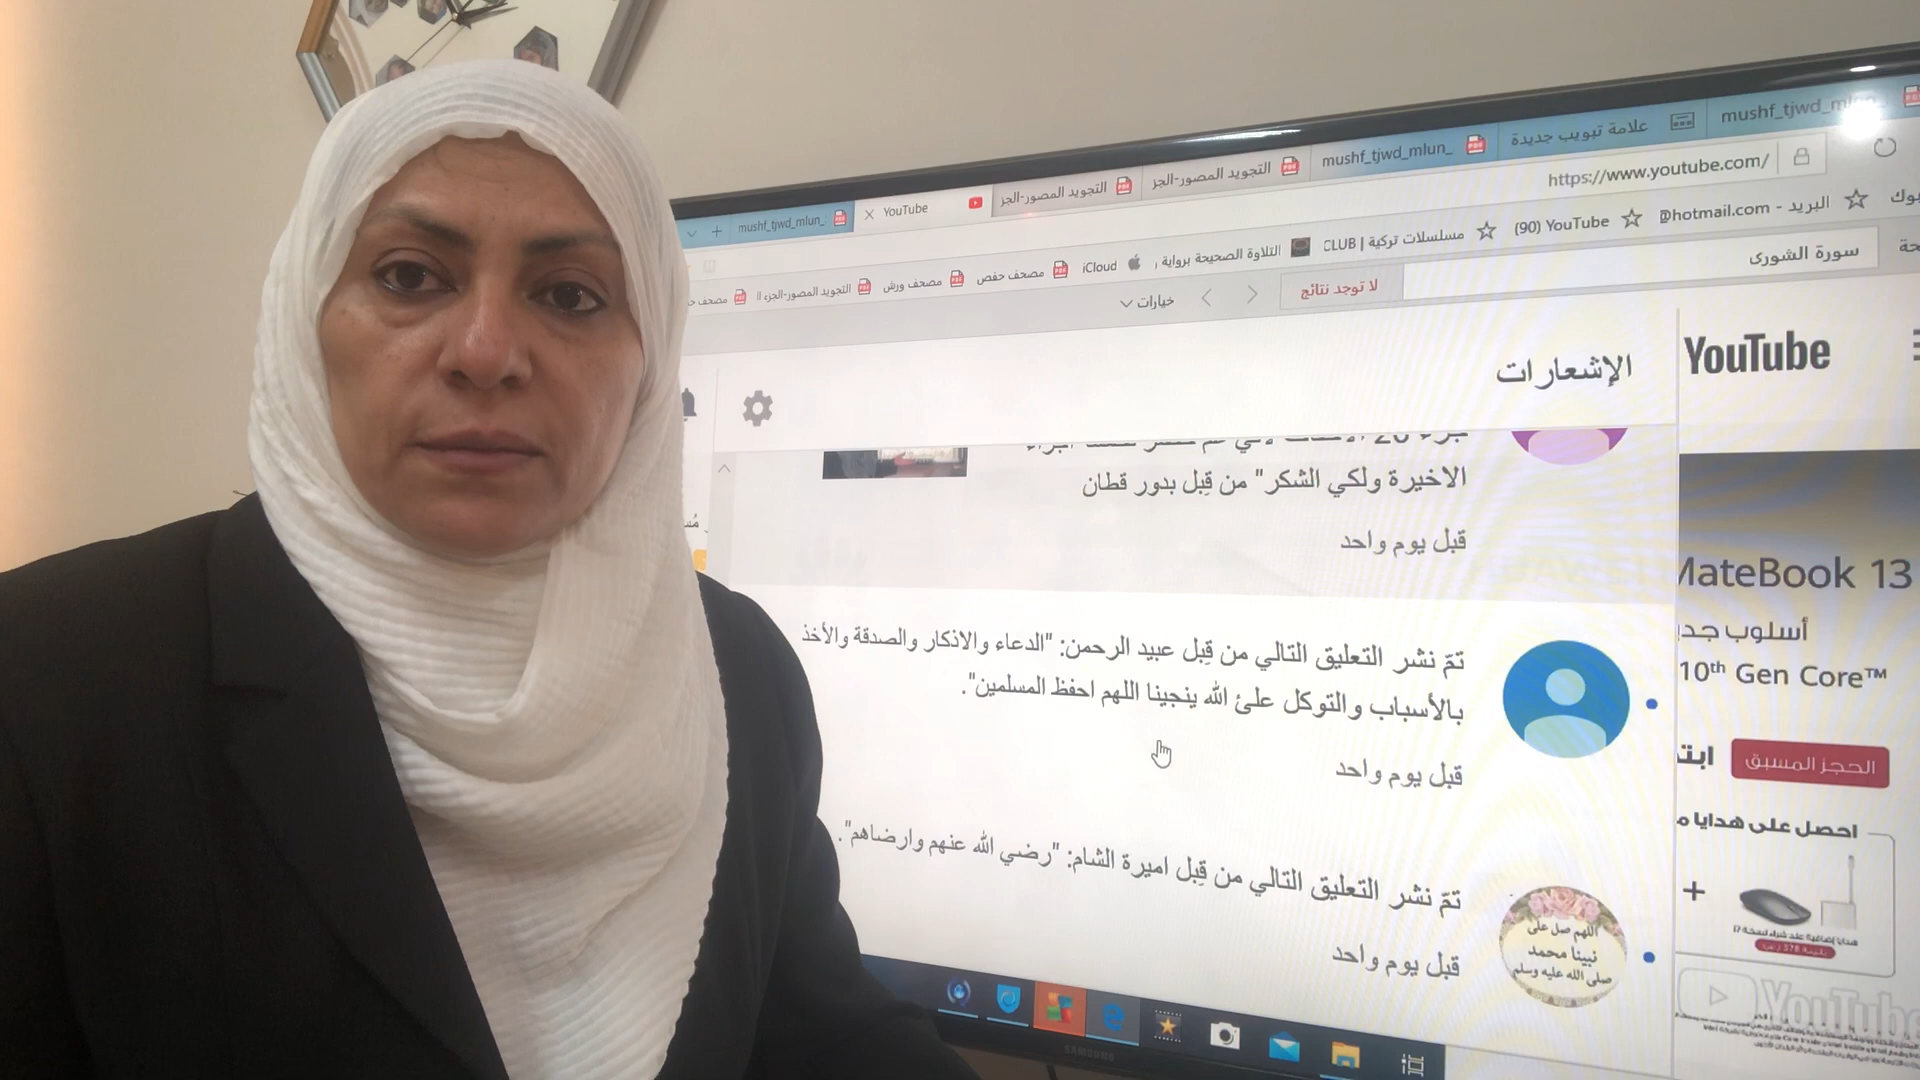 mushf_tjwd_mlun_
YouTube
التجويد المصور-الجز
التجويد المصور-الجز
mushf_tjwd_mlun_
علامة تبويب جديدة
https://www.youtube.com/
مصحف حفص
iCloud
التلاوة الصحيحة برواية
مسلسلات تركية | CLUB
(90) YouTube
البريد - @hotmail.com
التجويد المصور-الجزء
مصحف ورش
سورة الشورى
لا توجد نتائج
خيارات
YouTube
الإشعارات
الاخيرة ولكي الشكر" من قِبل بدور قطان
قبل يوم واحد
تمّ نشر التعليق التالي من قِبل عبيد الرحمن: "الدعاء والاذكار والصدقة والأخذ
بالأسباب والتوكل علئ الله ينجينا اللهم احفظ المسلمين".
قبل يوم واحد
تمّ نشر التعليق التالي من قِبل اميرة الشام: "رضي الله عنهم وارضاهم".
قبل يوم واحد
اللهم صل على
نبينا محمد
صلى الله عليه وسلم
MateBook 13
أسلوب
10th Gen Core™
الحجز المسبق
احصل على هدايا
YouTube
SAMSUNG